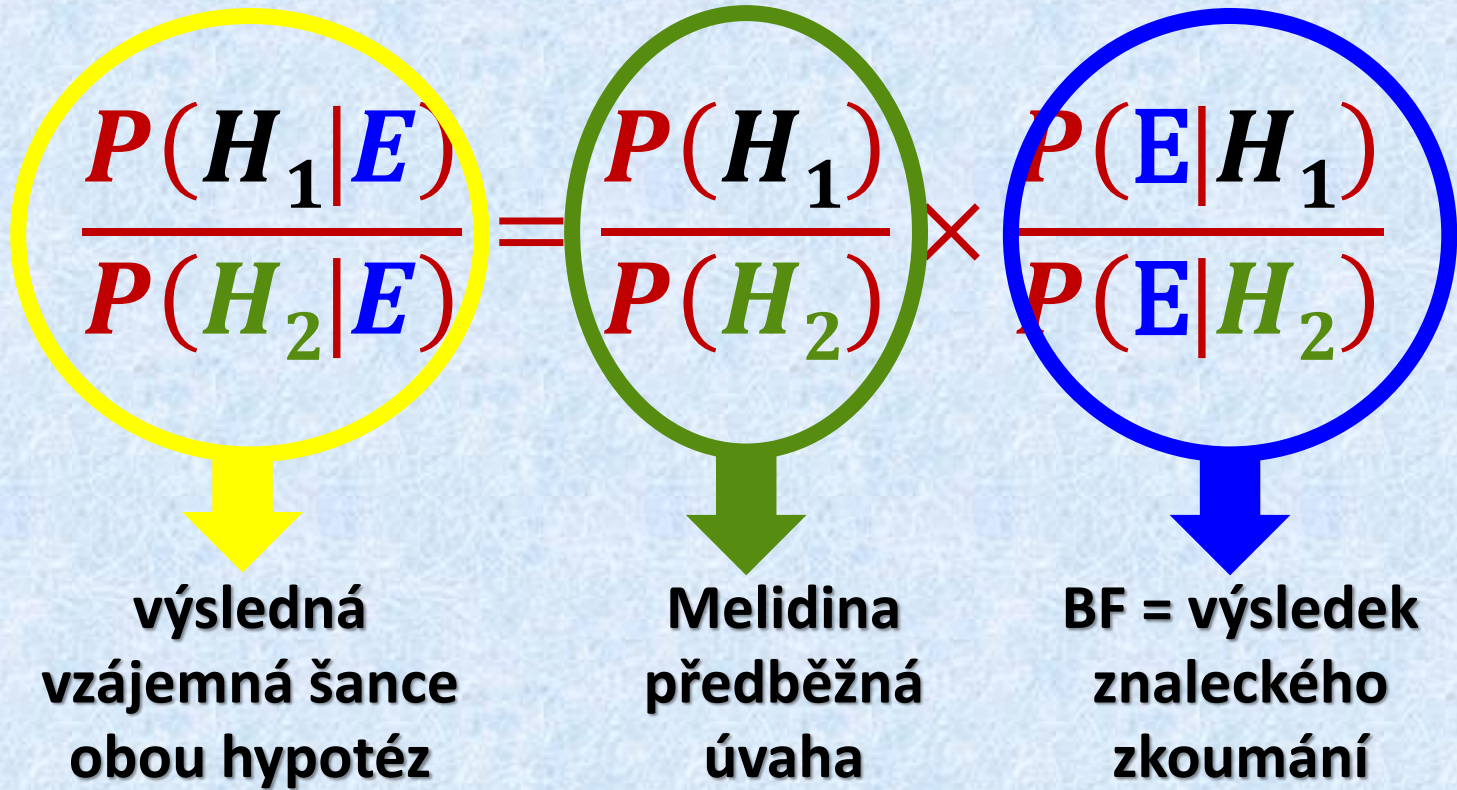 P(H₁|E) = P(H₁) × P(E|H₁)
P(H₂|E) P(H₂) P(E|H₂)
výsledná
vzájemná šance
obou hypotéz
Melidina
předběžná
úvaha
BF = výsledek
znaleckého
zkoumání